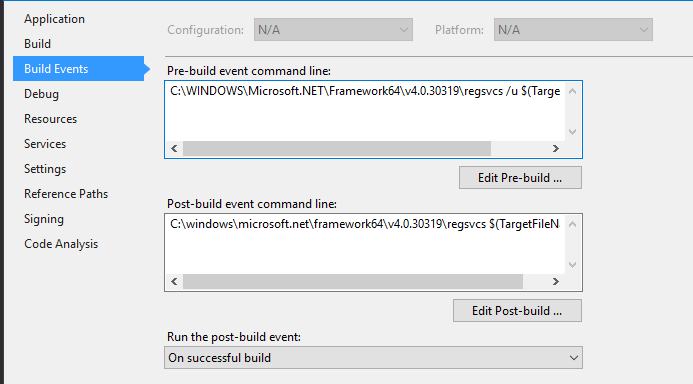 Application
Build
Build Events
Debug
Resources
Services
Settings
Reference Paths
Signing
Code Analysis
Configuration: N/A Platform: N/A
Pre-build event command line:
C:\WINDOWS\Microsoft.NET\Framework64\v4.0.30319\regsvcs /u $(Targe
Edit Pre-build ...
Post-build event command line:
C:\windows\microsoft.net\framework64\v4.0.30319\regsvcs $(TargetFileN
Edit Post-build ...
Run the post-build event:
On successful build